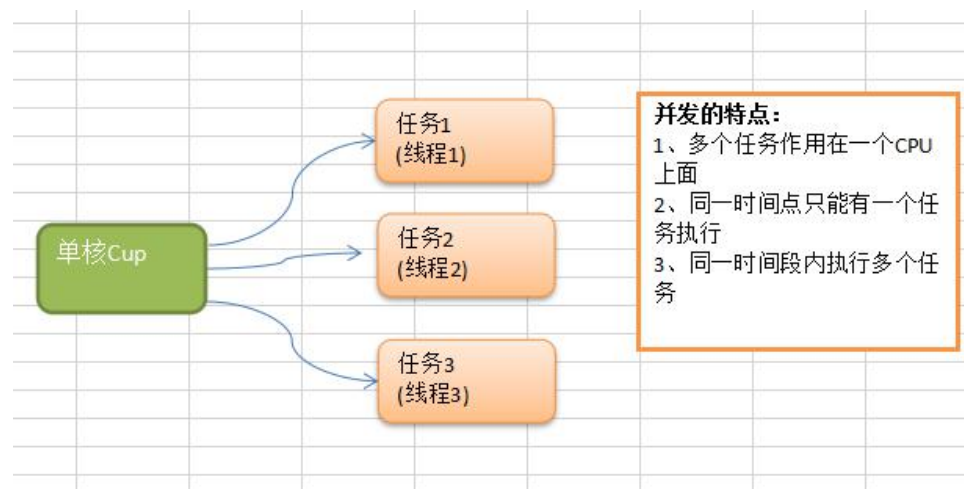 单核Cup
任务1
(线程1)
任务2
(线程2)
任务3
(线程3)
并发的特点：
1、多个任务作用在一个CPU
上面
2、同一时间点只能有一个任
务执行
3、同一时间段内执行多个任
务